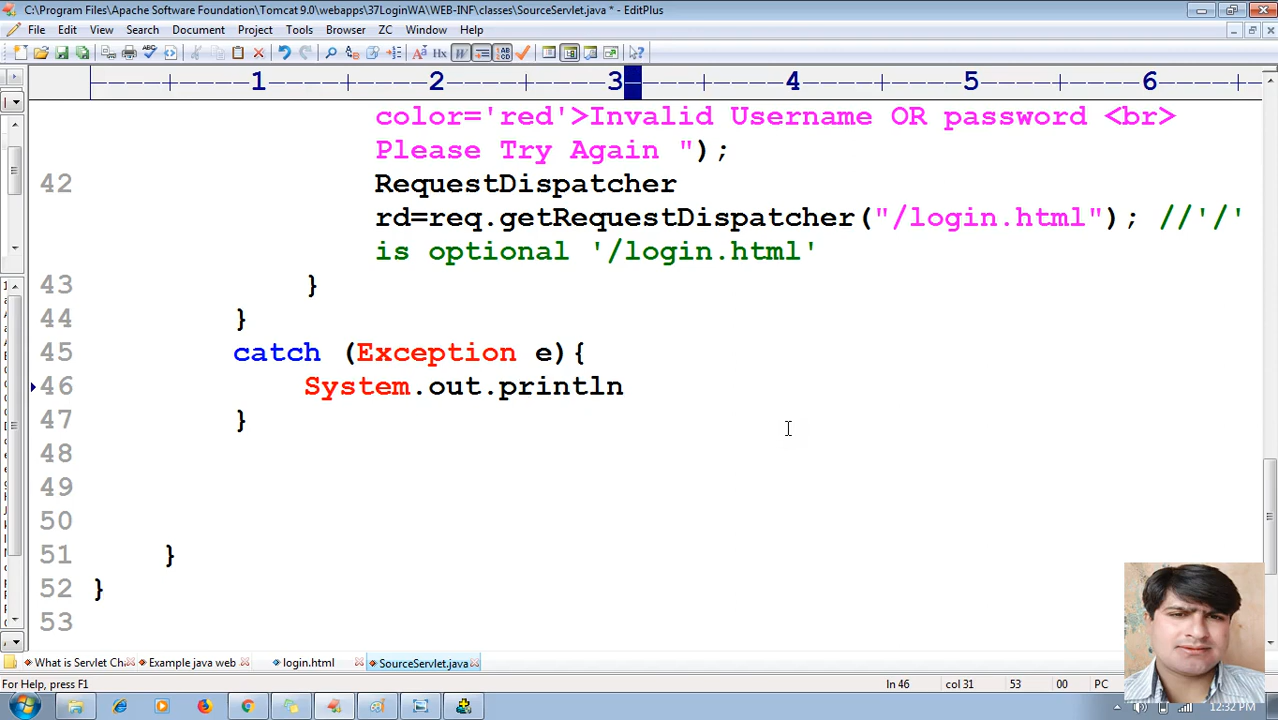 C:\Program Files\Apache Software Foundation\Tomcat 9.0\webapps\37LoginWA\WEB-INF\classes\SourceServlet.java * - EditPlus
File Edit View Search Document Project Tools Browser ZC Window Help
1 2 3 4 5 6
color='red'>Invalid Username OR password <br>
Please Try Again ");
42 RequestDispatcher
rd=req.getRequestDispatcher("/login.html"); //'/'
is optional '/login.html'
43 }
44 }
45 catch (Exception e){
46 System.out.println
47 }
48
49
50
51 }
52 }
53
What is Servlet Ch Example java web login.html SourceServlet.java
For Help, press F1 ln 46 col 31 53 00 PC
12:32 PM